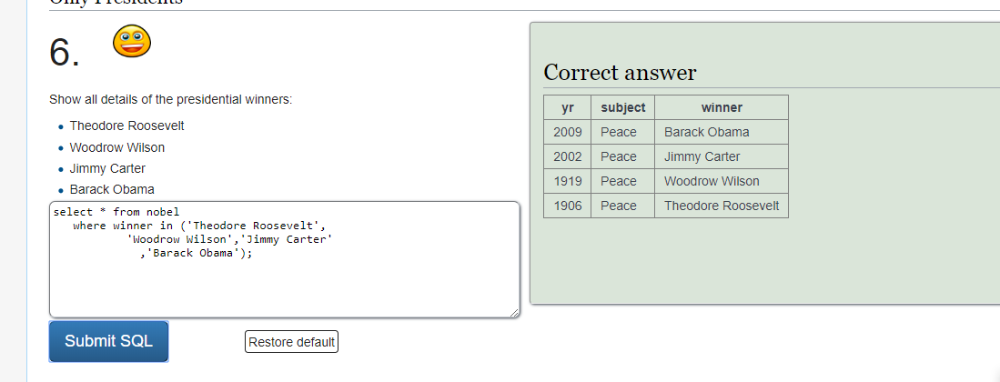 Only Presidents
6.
Show all details of the presidential winners:
Theodore Roosevelt
Woodrow Wilson
Jimmy Carter
Barack Obama
select * from nobel
where winner in ('Theodore Roosevelt',
'Woodrow Wilson','Jimmy Carter'
,'Barack Obama');
Submit SQL
Restore default
Correct answer
yr subject winner
2009 Peace Barack Obama
2002 Peace Jimmy Carter
1919 Peace Woodrow Wilson
1906 Peace Theodore Roosevelt